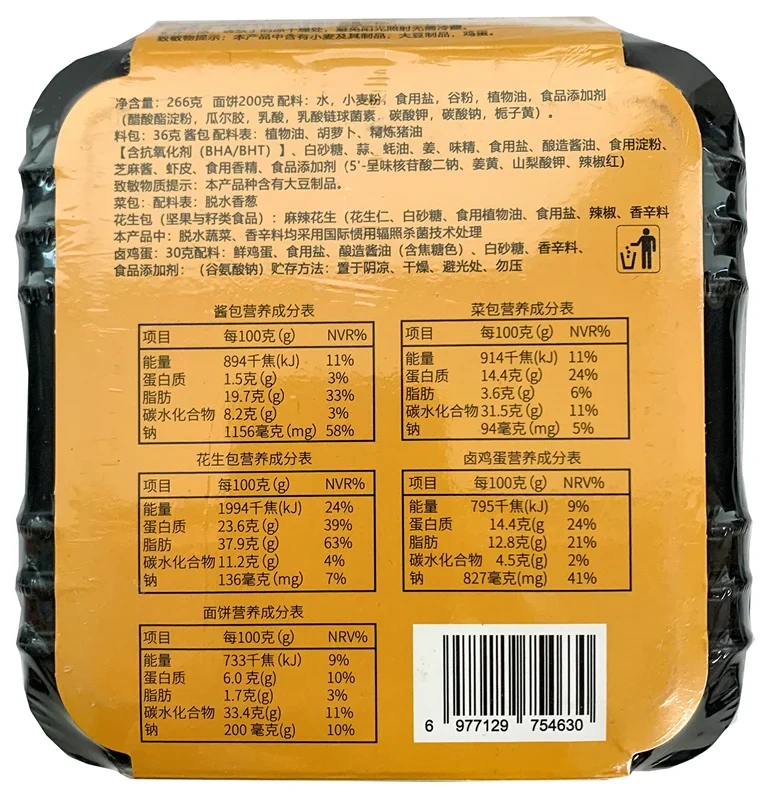 致敏物提示：本产品中含有小麦及其制品，大豆制品，鸡蛋。
净含量：266克 面饼200克 配料：水，小麦粉，食用盐，谷粉，植物油，食品添加剂
（醋酸酯淀粉，瓜尔胶，乳酸，乳酸链球菌素，碳酸钾，碳酸钠，栀子黄）。
料包：36克 酱包 配料表：植物油、胡萝卜、精炼猪油
【含抗氧化剂（BHA/BHT）】、白砂糖、蒜、蚝油、姜、味精、食用盐、酿造酱油、食用淀粉、
芝麻酱、虾皮、食用香精、食品添加剂（5'-呈味核苷酸二钠、姜黄、山梨酸钾、辣椒红）
致敏物质提示：本产品种含有大豆制品。
菜包：配料表：脱水香葱
花生包（坚果与籽类食品）：麻辣花生（花生仁、白砂糖、食用植物油、食用盐、辣椒、香辛料
本产品中：脱水蔬菜、香辛料均采用国际惯用辐照杀菌技术处理
卤鸡蛋：30克配料：鲜鸡蛋、食用盐、酿造酱油（含焦糖色）、白砂糖、香辛料、
食品添加剂：（谷氨酸钠）贮存方法：置于阴凉、干燥、避光处、勿压
酱包营养成分表
项目 每100克(g) NVR%
能量 894千焦(kJ) 11%
蛋白质 1.5克(g) 3%
脂肪 19.7克(g) 33%
碳水化合物 8.2克(g) 3%
钠 1156毫克(mg) 58%
菜包营养成分表
项目 每100克(g) NVR%
能量 914千焦(kJ) 11%
蛋白质 14.4克(g) 24%
脂肪 3.6克(g) 6%
碳水化合物 31.5克(g) 11%
钠 94毫克(mg) 5%
花生包营养成分表
项目 每100克(g) NVR%
能量 1994千焦(kJ) 24%
蛋白质 23.6克(g) 39%
脂肪 37.9克(g) 63%
碳水化合物 11.2克(g) 4%
钠 136毫克(mg) 7%
卤鸡蛋营养成分表
项目 每100克(g) NRV%
能量 795千焦(kJ) 9%
蛋白质 14.4克(g 24%
脂肪 12.8克(g) 21%
碳水化合物 4.5克(g) 2%
钠 827毫克(mg) 41%
面饼营养成分表
项目 每100克(g) NRV%
能量 733千焦(kJ) 9%
蛋白质 6.0 克(g) 10%
脂肪 1.7克(g) 3%
碳水化合物 33.4克(g) 11%
钠 200 毫克(g) 10%
6 977129 754630